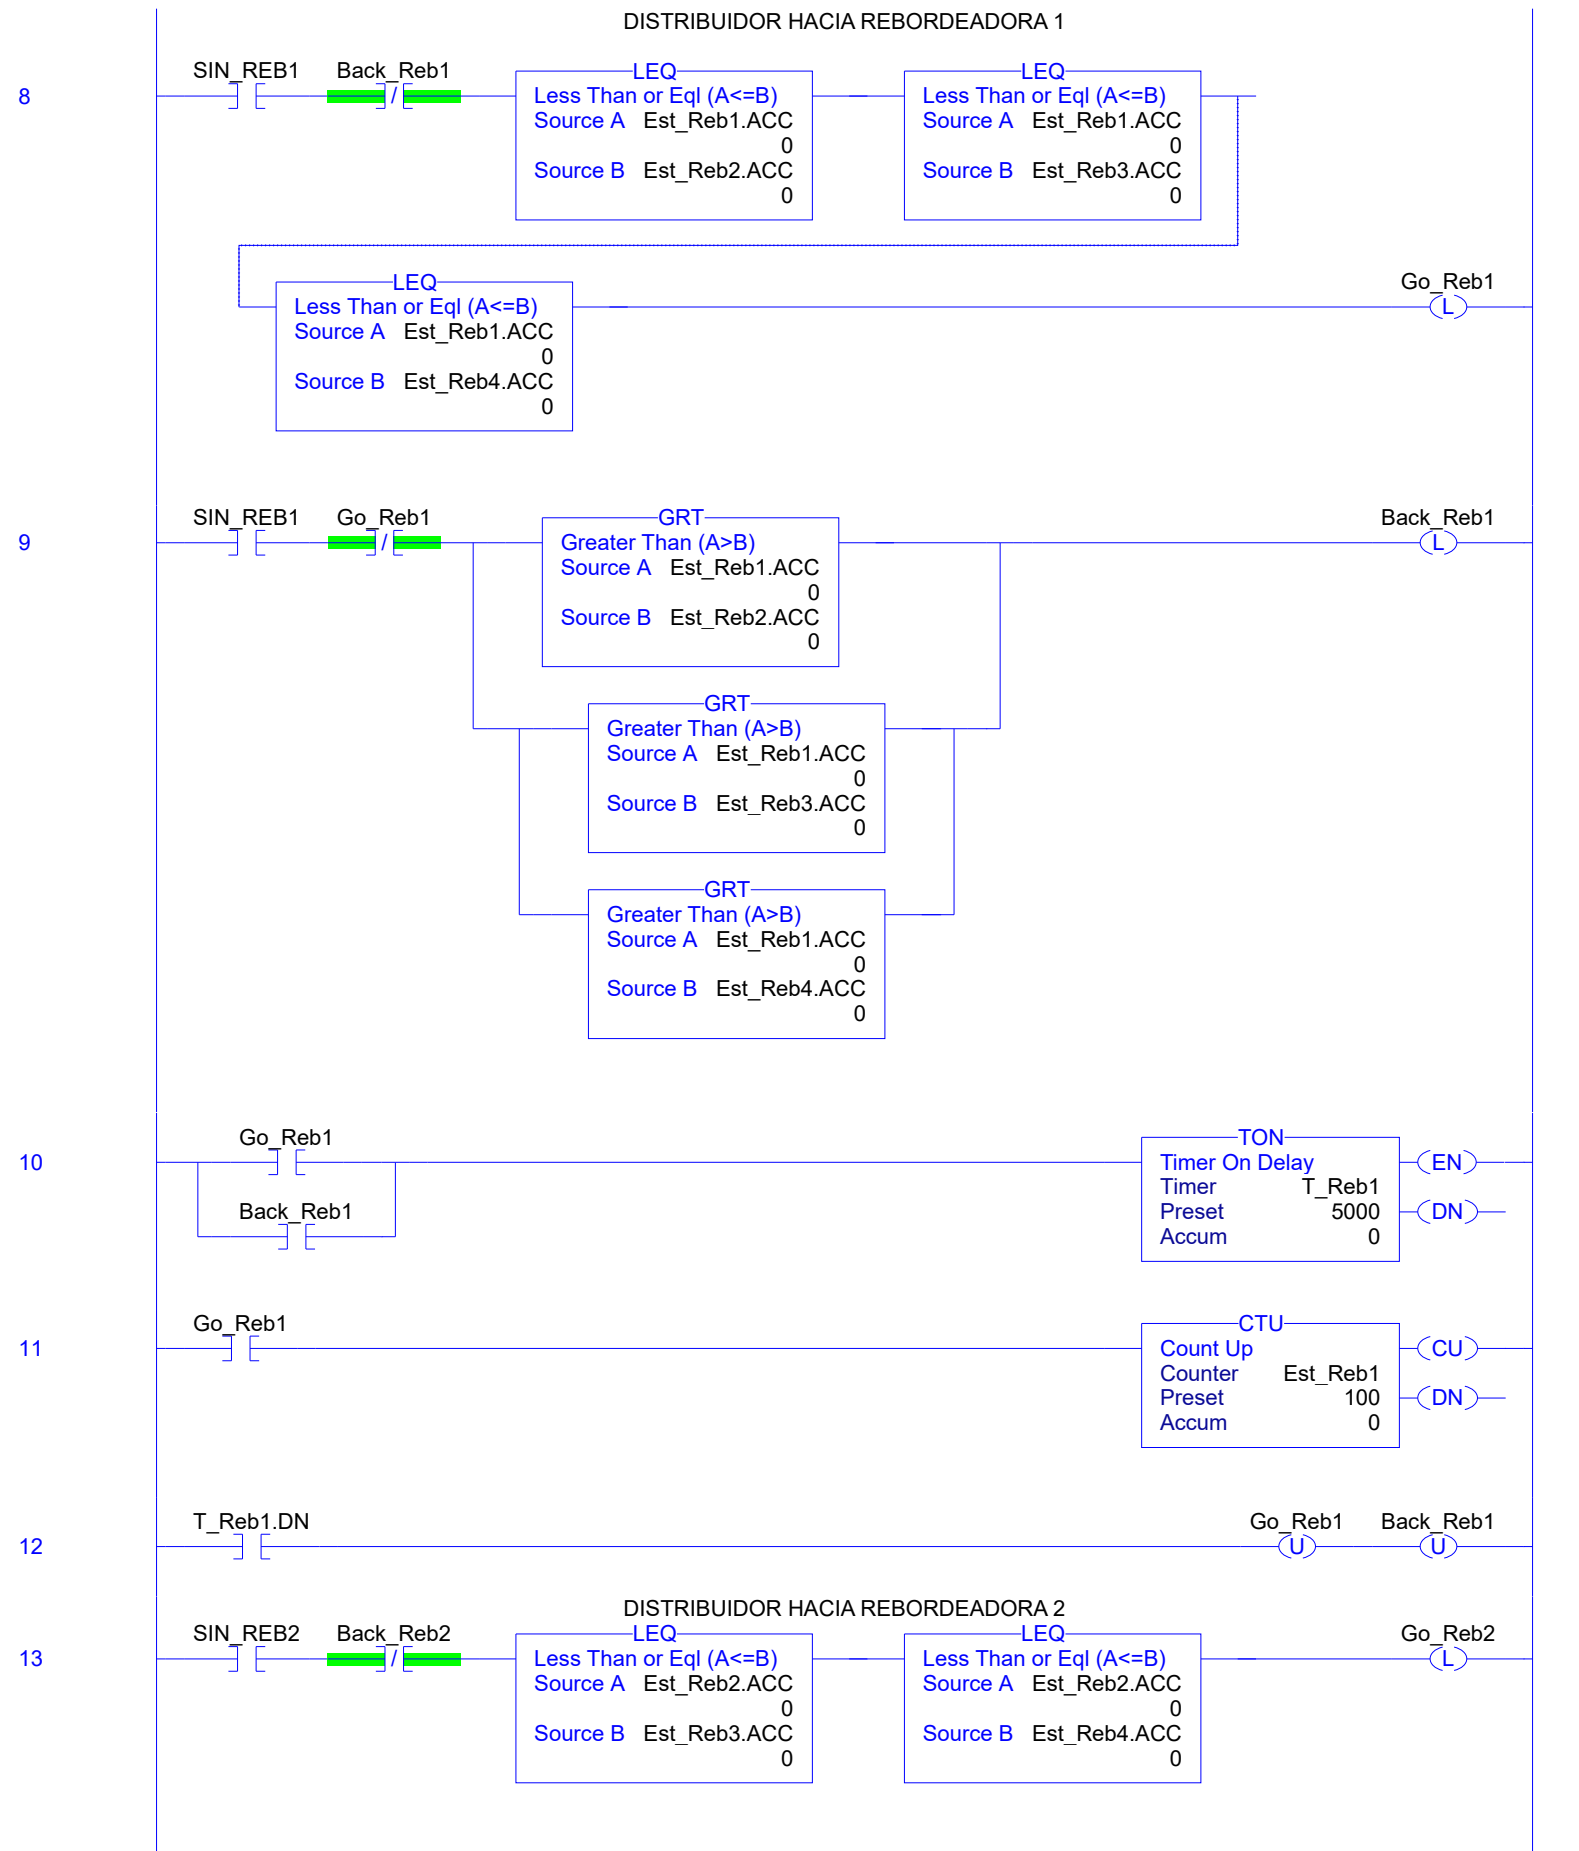 DISTRIBUIDOR HACIA REBORDEADORA 1
8
SIN_REB1 Back_Reb1
/
LEQ
Less Than or Eql (A<=B)
Source A Est_Reb1.ACC
0
Source B Est_Reb2.ACC
0
LEQ
Less Than or Eql (A<=B)
Source A Est_Reb1.ACC
0
Source B Est_Reb3.ACC
0
LEQ
Less Than or Eql (A<=B)
Source A Est_Reb1.ACC
0
Source B Est_Reb4.ACC
0
Go_Reb1
L
9
SIN_REB1 Go_Reb1
/
GRT
Greater Than (A>B)
Source A Est_Reb1.ACC
0
Source B Est_Reb2.ACC
0
Back_Reb1
L
GRT
Greater Than (A>B)
Source A Est_Reb1.ACC
0
Source B Est_Reb3.ACC
0
GRT
Greater Than (A>B)
Source A Est_Reb1.ACC
0
Source B Est_Reb4.ACC
0
10
Go_Reb1
Back_Reb1
TON
Timer On Delay
Timer T_Reb1
Preset 5000
Accum 0
EN
DN
11
Go_Reb1
CTU
Count Up
Counter Est_Reb1
Preset 100
Accum 0
CU
DN
12
T_Reb1.DN
Go_Reb1 Back_Reb1
U U
DISTRIBUIDOR HACIA REBORDEADORA 2
13
SIN_REB2 Back_Reb2
/
LEQ
Less Than or Eql (A<=B)
Source A Est_Reb2.ACC
0
Source B Est_Reb3.ACC
0
LEQ
Less Than or Eql (A<=B)
Source A Est_Reb2.ACC
0
Source B Est_Reb4.ACC
0
Go_Reb2
L